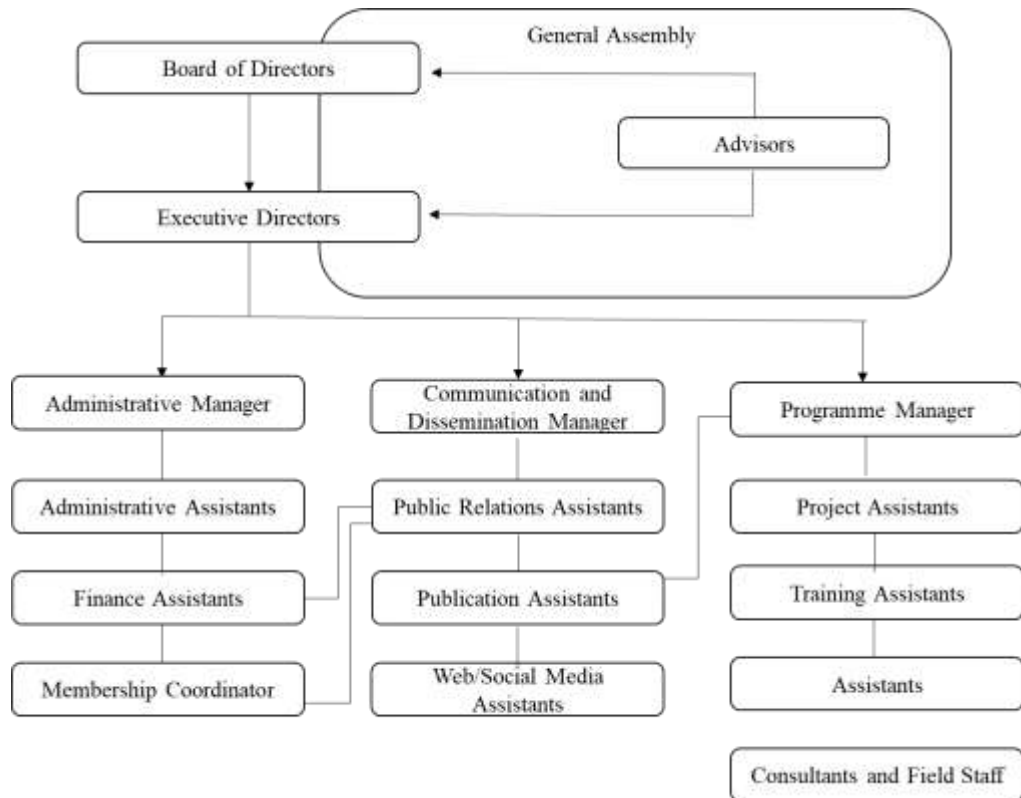 General Assembly
Board of Directors
Advisors
Executive Directors
Administrative Manager
Communication and
Dissemination Manager
Programme Manager
Administrative Assistants
Public Relations Assistants
Project Assistants
Finance Assistants
Publication Assistants
Training Assistants
Membership Coordinator
Web/Social Media
Assistants
Assistants
Consultants and Field Staff